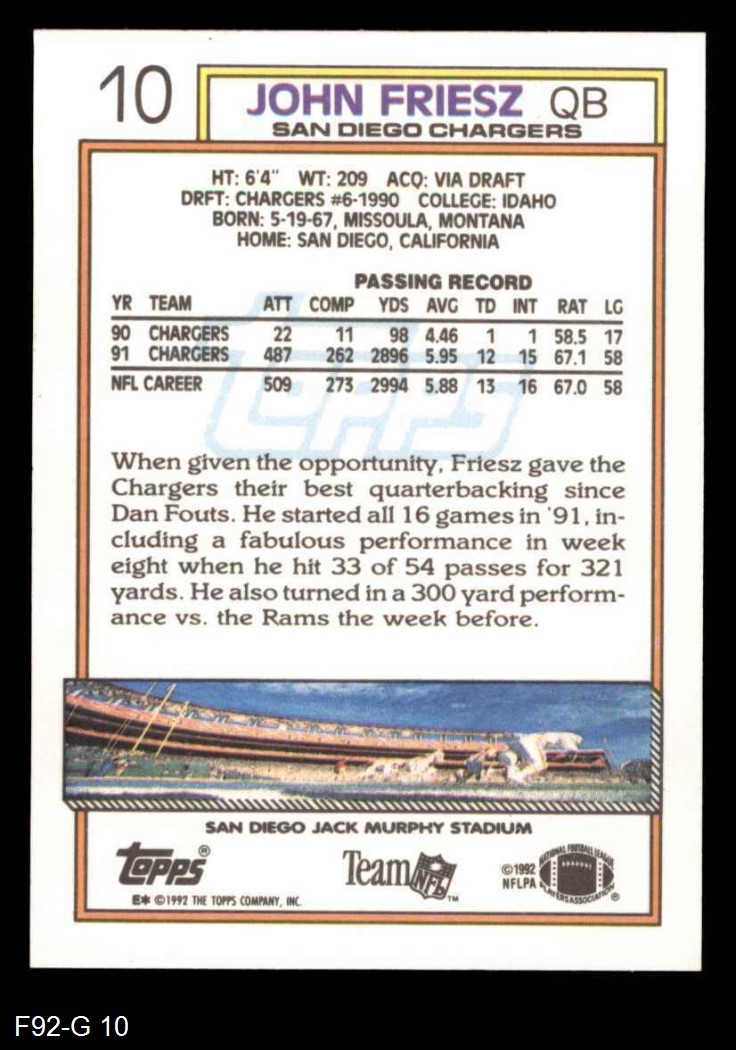 10
JOHN FRIESZ QB
SAN DIEGO CHARGERS
HT: 6'4" WT: 209 ACQ: VIA DRAFT
DRFT: CHARGERS #6-1990 COLLEGE: IDAHO
BORN: 5-19-67, MISSOULA, MONTANA
HOME: SAN DIEGO, CALIFORNIA
PASSING RECORD
YR TEAM ATT COMP YDS AVG TD INT RAT LG
90 CHARGERS 22 11 98 4.46 1 1 58.5 17
91 CHARGERS 487 262 2896 5.95 12 15 67.1 58
NFL CAREER 509 273 2994 5.88 13 16 67.0 58
TOPPS
When given the opportunity, Friesz gave the
Chargers their best quarterbacking since
Dan Fouts. He started all 16 games in '91, in-
cluding a fabulous performance in week
eight when he hit 33 of 54 passes for 321
yards. He also turned in a 300 yard perform-
ance vs. the Rams the week before.
SAN DIEGO JACK MURPHY STADIUM
TOPPS®
E* ©1992 THE TOPPS COMPANY, INC.
Team NFL™
©1992
NFLPA
NATIONAL FOOTBALL LEAGUE
PLAYERS ASSOCIATION ®
F92-G 10